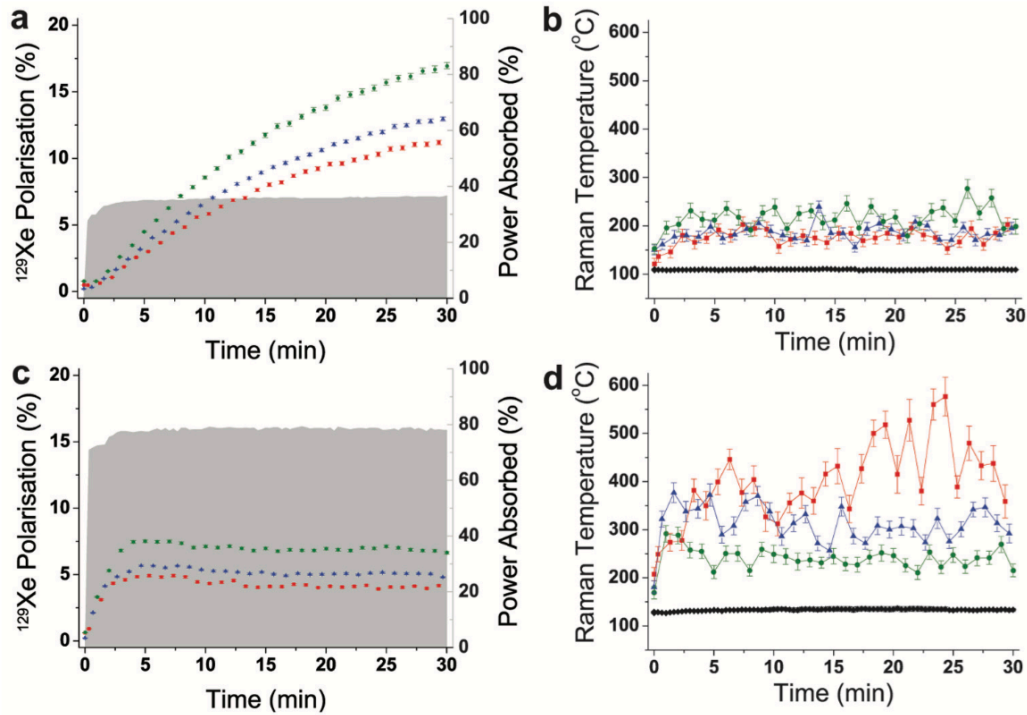 a
20
15
10
5
0
¹²⁹Xe Polarisation (%)
100
80
60
40
20
0
Power Absorbed (%)
0 5 10 15 20 25 30
Time (min)
b
600
500
400
300
200
100
Raman Temperature (°C)
0 5 10 15 20 25 30
Time (min)
c
20
15
10
5
0
¹²⁹Xe Polarisation (%)
100
80
60
40
20
0
Power Absorbed (%)
0 5 10 15 20 25 30
Time (min)
d
600
500
400
300
200
100
Raman Temperature (°C)
0 5 10 15 20 25 30
Time (min)